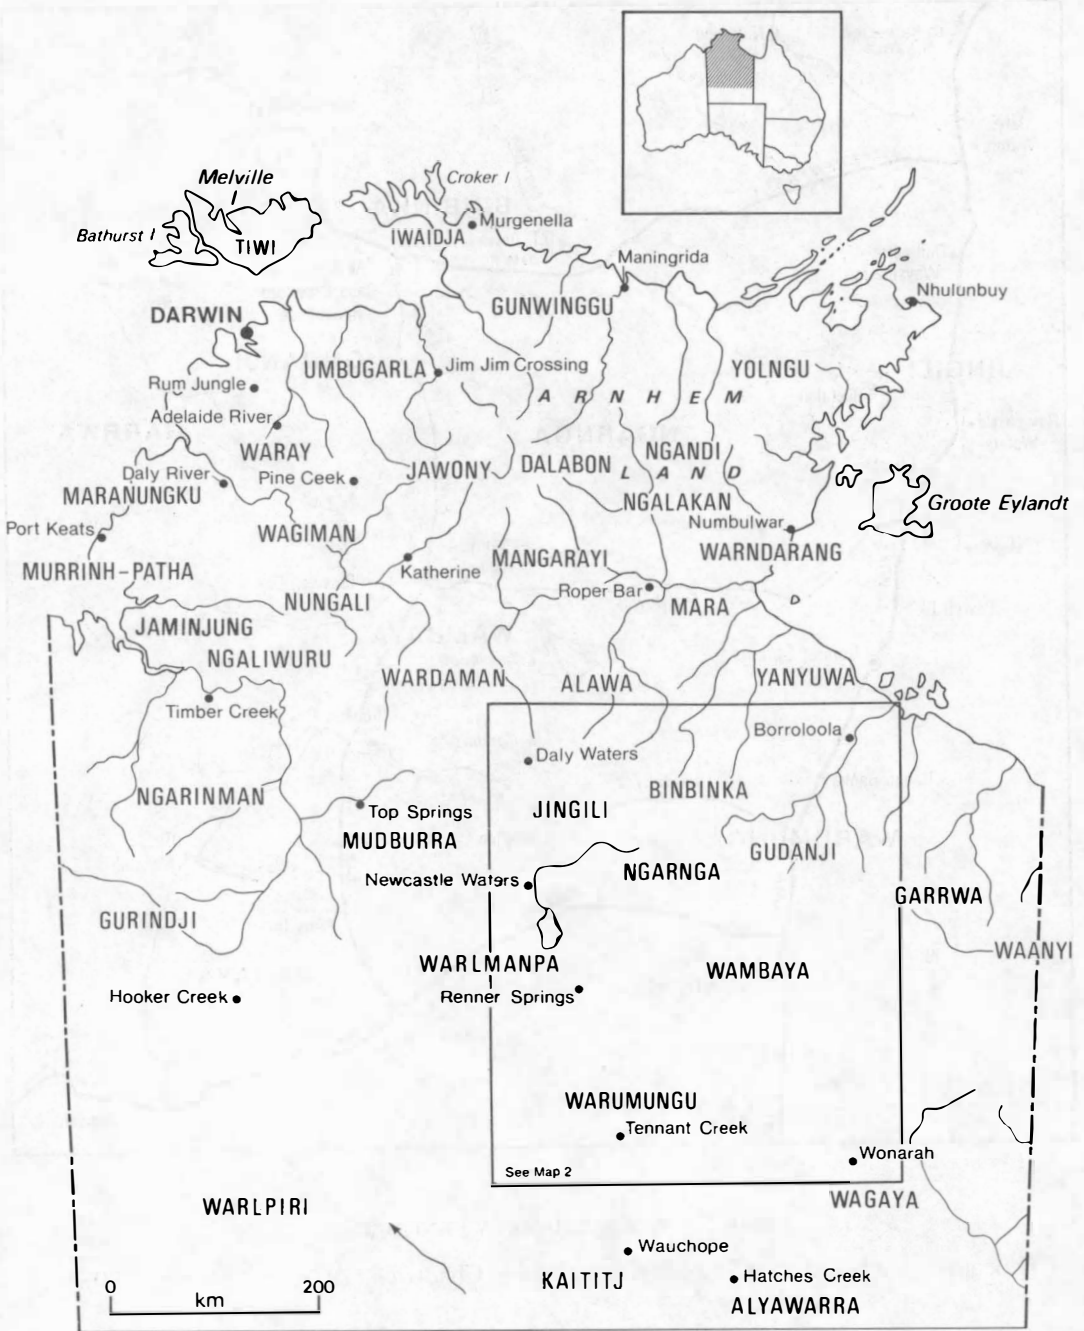 Melville
Croker I
Bathurst I
TIWI
IWAIDJA
Murgenella
Maningrida
Nhulunbuy
DARWIN
GUNWINGGU
UMBUGARLA
Jim Jim Crossing
YOLNGU
Rum Jungle
ARNHEM
Adelaide River
WARAY
NGANDI
Daly River
Pine Ceek
JAWONY
DALABON
LAND
MARANUNGKU
NGALAKAN
Groote Eylandt
Port Keats
WAGIMAN
Numbulwar
MANGARAYI
WARNDARANG
MURRINH-PATHA
Katherine
Roper Bar
NUNGALI
MARA
JAMINJUNG
NGALIWURU
WARDAMAN
ALAWA
YANYUWA
Timber Creek
Borroloola
Daly Waters
NGARINMAN
BINBINKA
Top Springs
JINGILI
MUDBURRA
GUDANJI
Newcastle Waters
NGARNGA
GARRWA
GURINDJI
WAANYI
WARLMANPA
WAMBAYA
Hooker Creek
Renner Springs
WARUMUNGU
Tennant Creek
Wonarah
See Map 2
WARLPIRI
WAGAYA
Wauchope
KAITITJ
Hatches Creek
ALYAWARRA
0 200
km